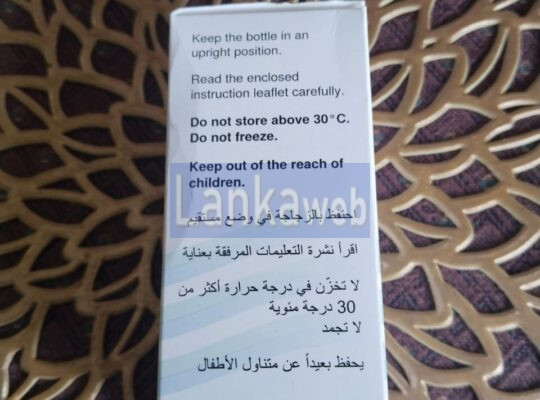 Keep the bottle in an
upright position.
Read the enclosed
instruction leaflet carefully.
Do not store above 30°C.
Do not freeze.
Keep out of the reach of
children.
Lankaweb
احتفظ بالزجاجة في وضع مستقيم
اقرأ نشرة التعليمات المرفقة بعناية
لا تخزّن في درجة حرارة أكثر من
30 درجة مئوية
لا تجمد
يحفظ بعيداً عن متناول الأطفال